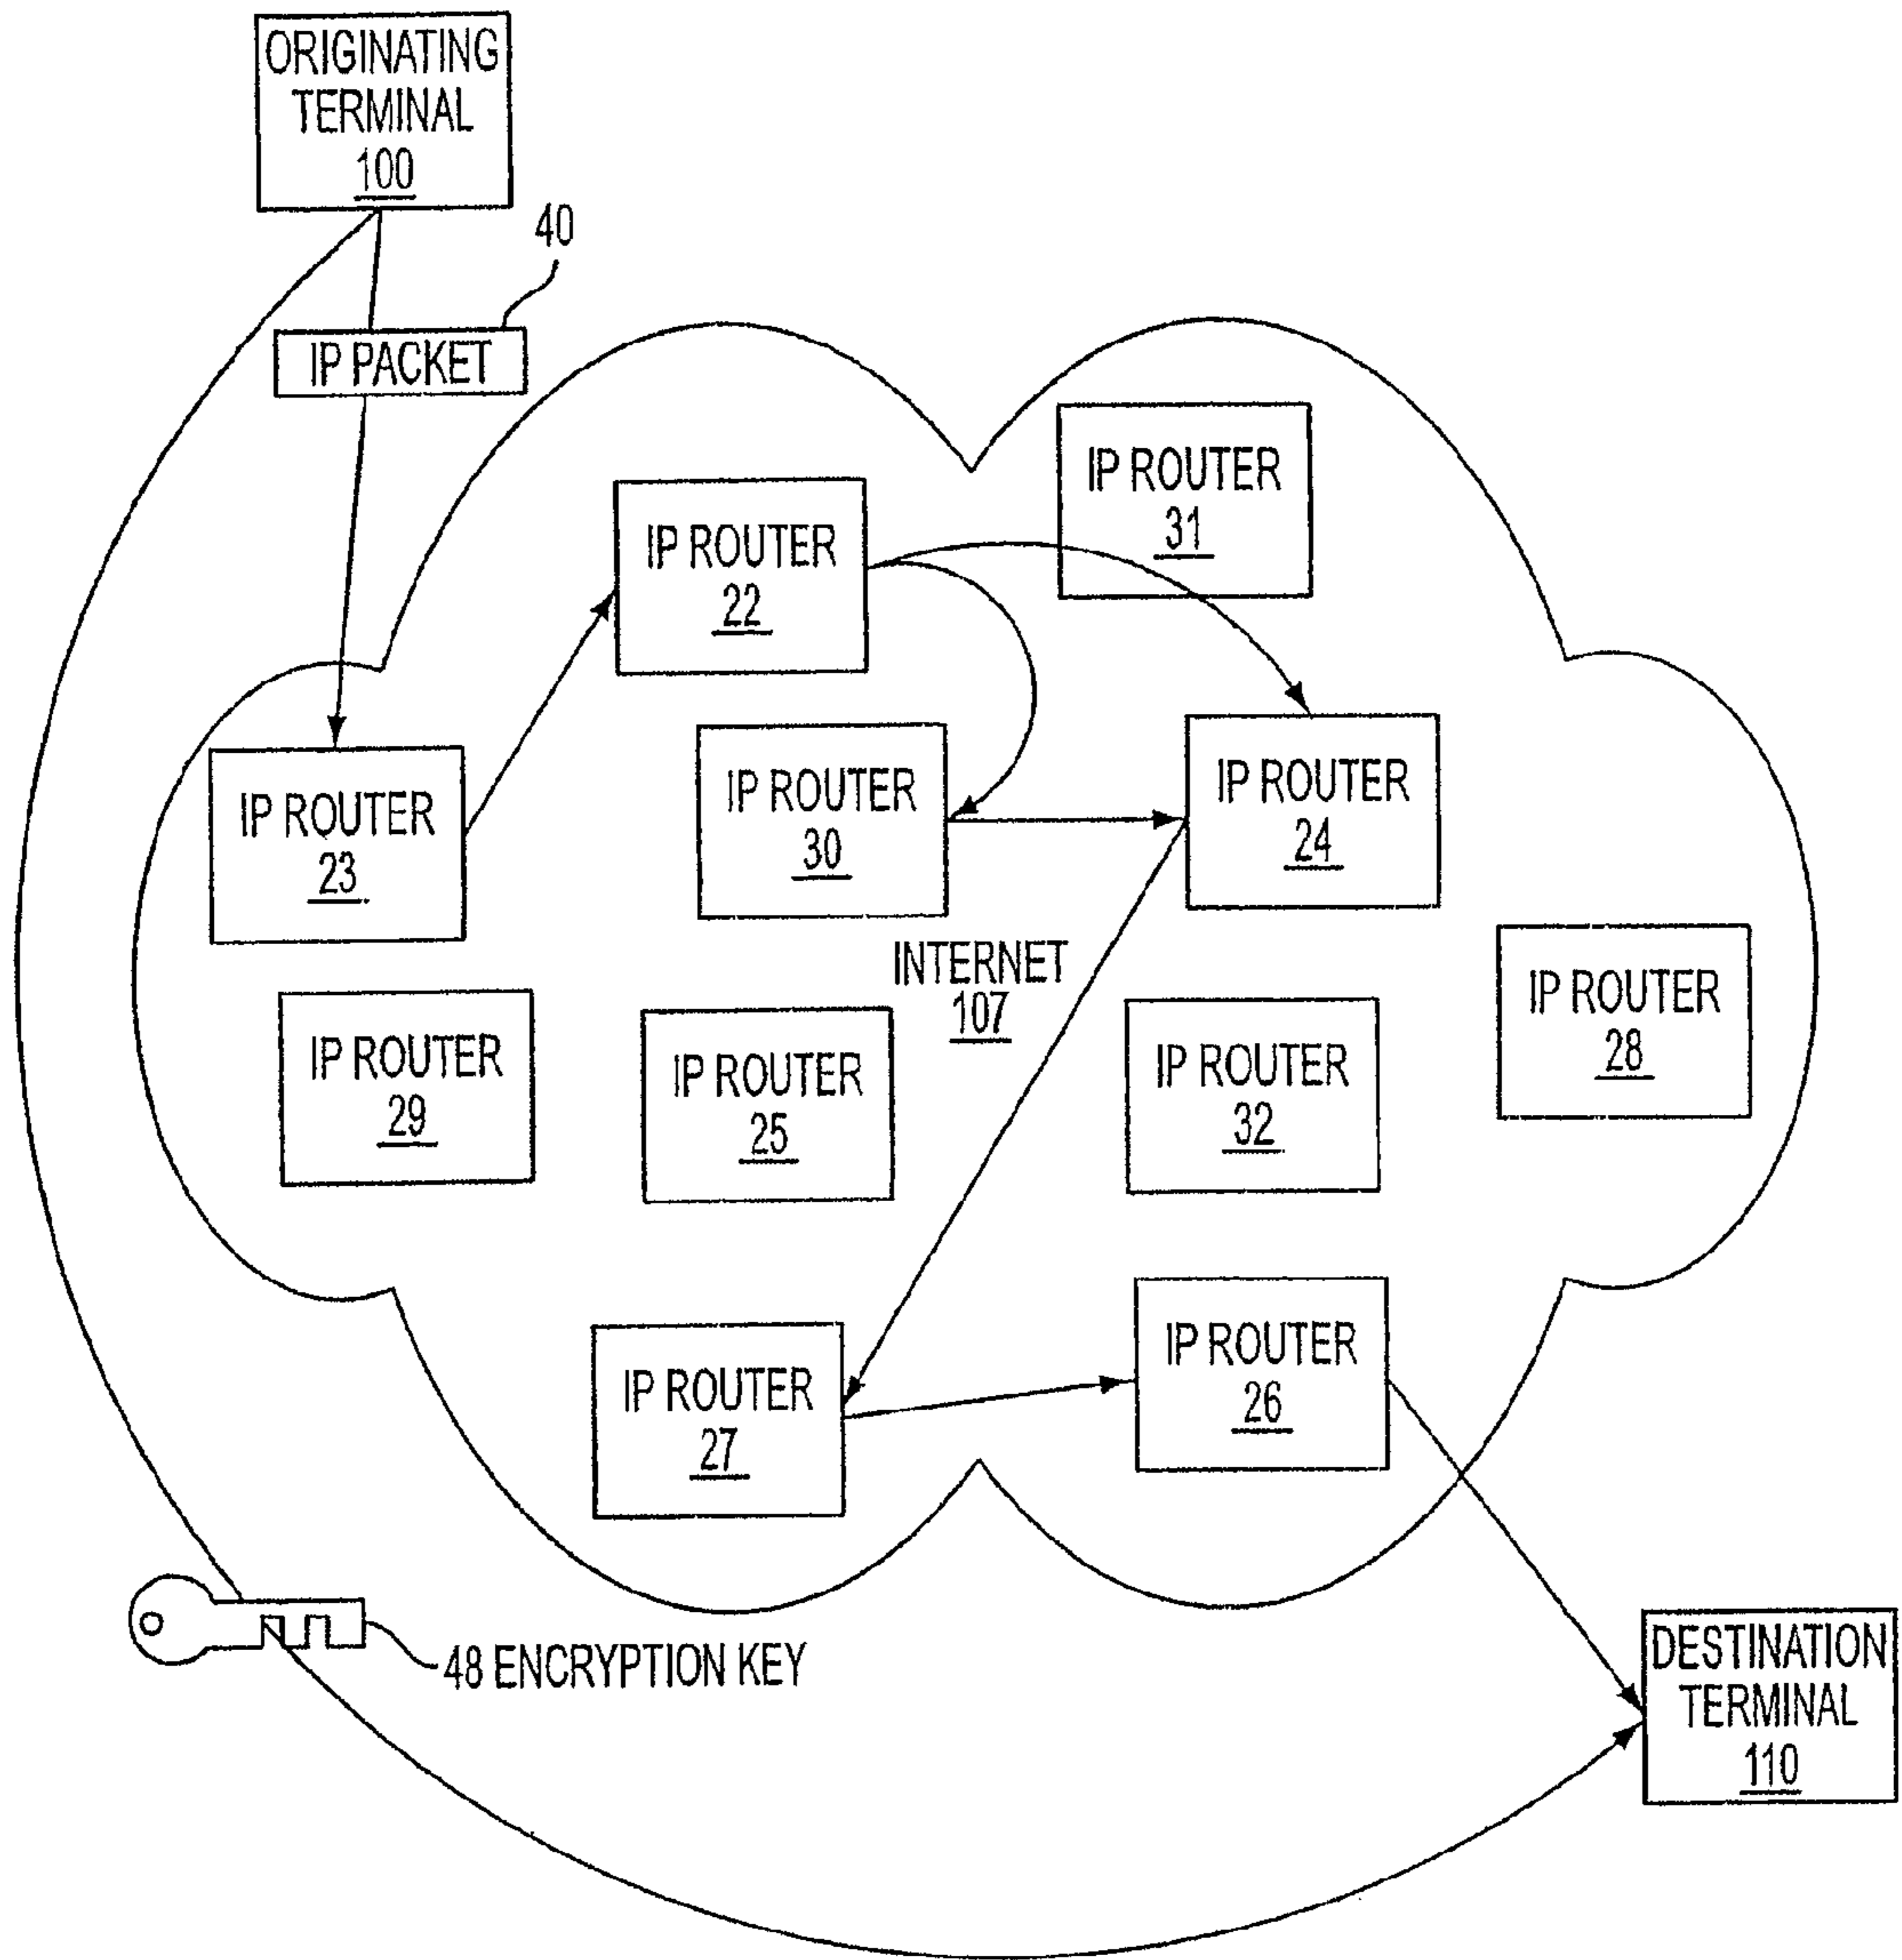 ORIGINATING
TERMINAL
100
40
IP PACKET
IP ROUTER
31
IP ROUTER
22
IP ROUTER
23
IP ROUTER
30
IP ROUTER
24
INTERNET
107
IP ROUTER
28
IP ROUTER
29
IP ROUTER
25
IP ROUTER
32
IP ROUTER
27
IP ROUTER
26
48 ENCRYPTION KEY
DESTINATION
TERMINAL
110